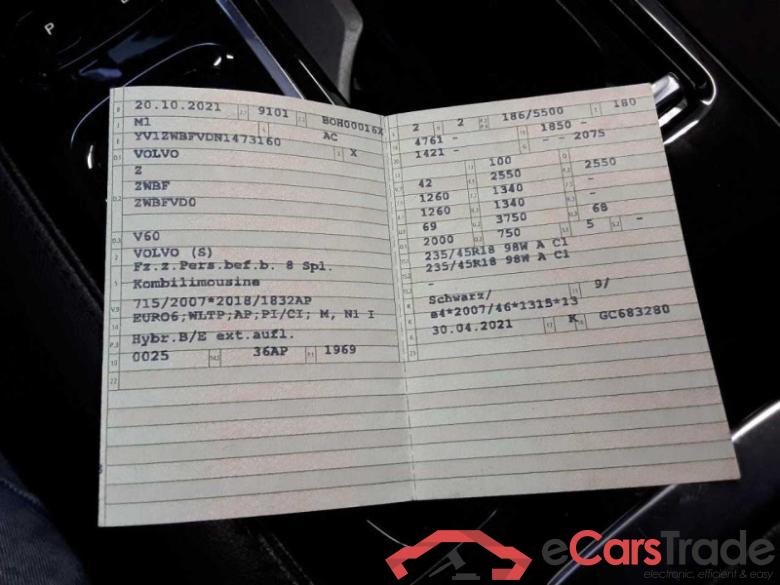 P
20.10.2021 9101 BOH00016X
M1 AC
YV1ZWBFVDN1473160
VOLVO X
Z
ZWBF
ZWBFVD0
V60
VOLVO (S)
Fz.z.Pers.bef.b. 8 Spl.
Kombilimousine
715/2007*2018/1832AP
EURO6;WLTP;AP;PI/CI; M, N1 I
Hybr.B/E ext.aufl.
0025 36AP 1969
2 2 186/5500 180
4761 - 1850 -
1421 - - - 2075
100
42 2550 2550
1260 1340 -
1260 1340 -
69 3750 68
2000 750 5 -
235/45R18 98W A C1
235/45R18 98W A C1
-
Schwarz/ 9/
e4*2007/46*1315*13
30.04.2021 K GC683280
eCarsTrade
electronic, efficient & easy